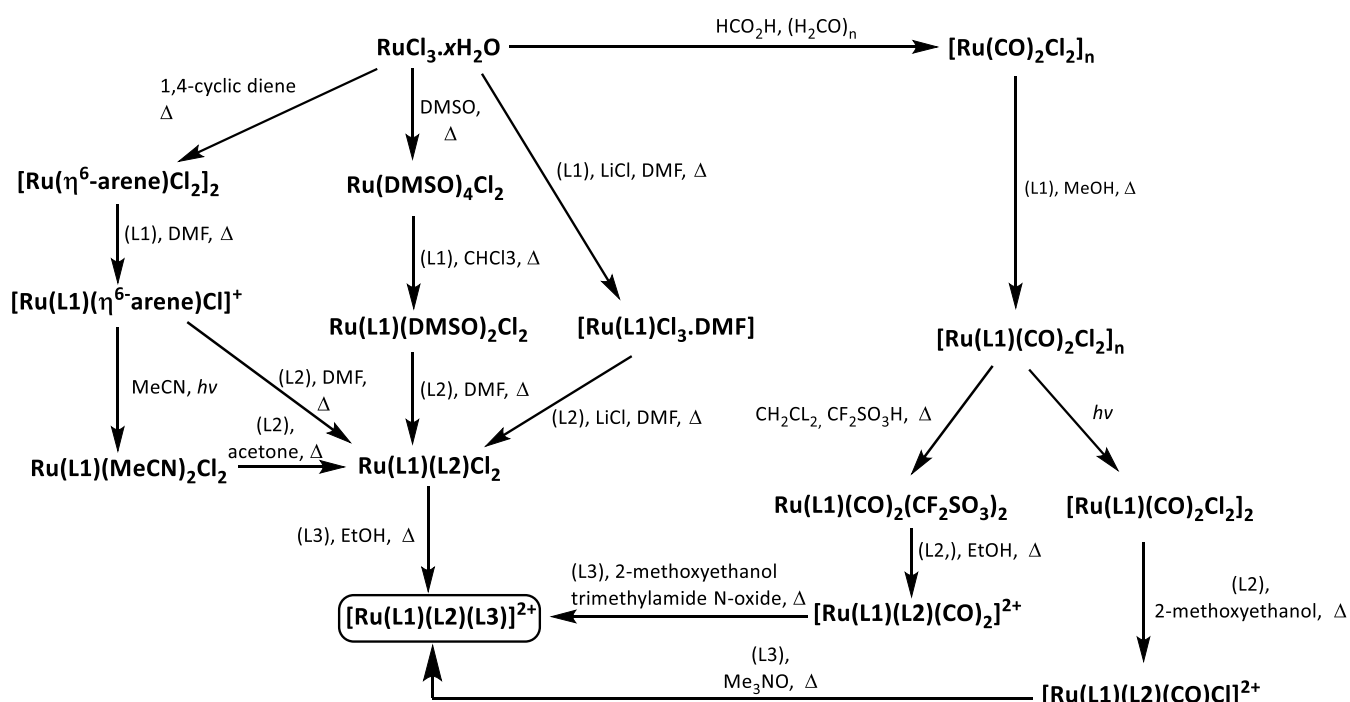 HCO₂H, (H₂CO)ₙ
RuCl₃.xH₂O
[Ru(CO)₂Cl₂]ₙ
1,4-cyclic diene
Δ
DMSO,
Δ
(L1), LiCl, DMF, Δ
(L1), MeOH, Δ
[Ru(η⁶-arene)Cl₂]₂
Ru(DMSO)₄Cl₂
(L1), DMF, Δ
(L1), CHCl3, Δ
[Ru(L1)(η⁶⁻arene)Cl]⁺
Ru(L1)(DMSO)₂Cl₂
[Ru(L1)Cl₃.DMF]
[Ru(L1)(CO)₂Cl₂]ₙ
MeCN, hv
(L2), DMF,
Δ
(L2), DMF, Δ
(L2), LiCl, DMF, Δ
CH₂CL₂, CF₂SO₃H, Δ
hv
(L2),
acetone, Δ
Ru(L1)(MeCN)₂Cl₂
Ru(L1)(L2)Cl₂
Ru(L1)(CO)₂(CF₂SO₃)₂
[Ru(L1)(CO)₂Cl₂]₂
(L3), EtOH, Δ
(L2,), EtOH, Δ
(L2),
2-methoxyethanol, Δ
(L3), 2-methoxyethanol
trimethylamide N-oxide, Δ
[Ru(L1)(L2)(L3)]²⁺
[Ru(L1)(L2)(CO)₂]²⁺
(L3),
Me₃NO, Δ
[Ru(L1)(L2)(CO)Cl]²⁺